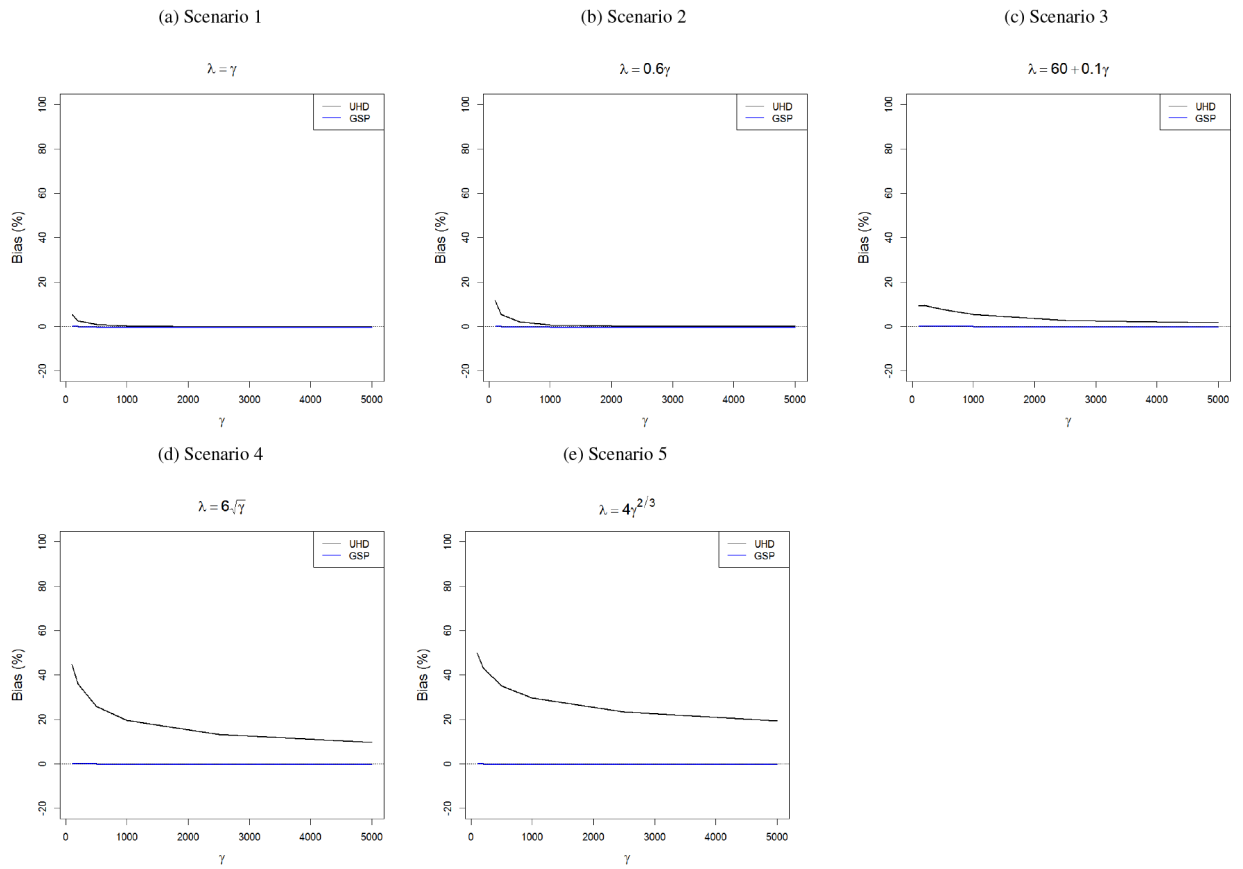 (a) Scenario 1
λ = γ
UHD
GSP
Bias (%)
100
80
60
40
20
0
-20
0 1000 2000 3000 4000 5000
γ
(b) Scenario 2
λ = 0.6γ
UHD
GSP
Bias (%)
100
80
60
40
20
0
-20
0 1000 2000 3000 4000 5000
γ
(c) Scenario 3
λ = 60 + 0.1γ
UHD
GSP
Bias (%)
100
80
60
40
20
0
-20
0 1000 2000 3000 4000 5000
γ
(d) Scenario 4
λ = 6√γ
UHD
GSP
Bias (%)
100
80
60
40
20
0
-20
0 1000 2000 3000 4000 5000
γ
(e) Scenario 5
λ = 4γ^{2/3}
UHD
GSP
Bias (%)
100
80
60
40
20
0
-20
0 1000 2000 3000 4000 5000
γ